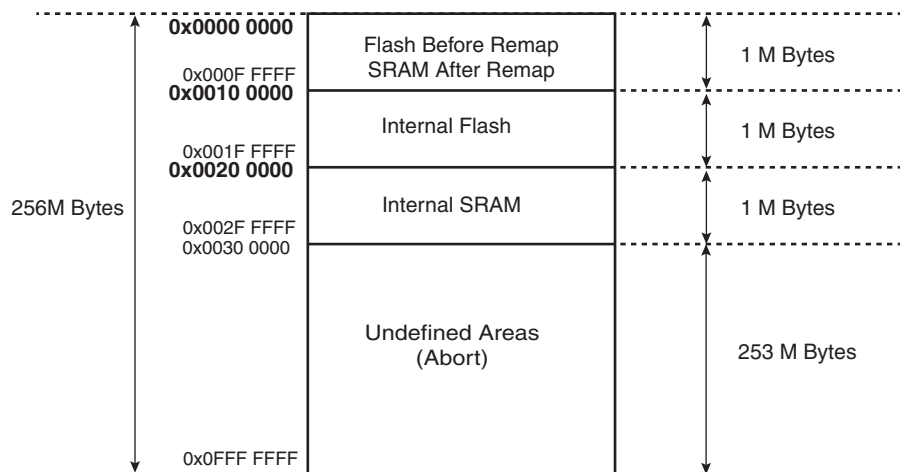 0x0000 0000
Flash Before Remap
SRAM After Remap
1 M Bytes
0x000F FFFF
0x0010 0000
Internal Flash
1 M Bytes
0x001F FFFF
0x0020 0000
256M Bytes
Internal SRAM
1 M Bytes
0x002F FFFF
0x0030 0000
Undefined Areas
(Abort)
253 M Bytes
0x0FFF FFFF